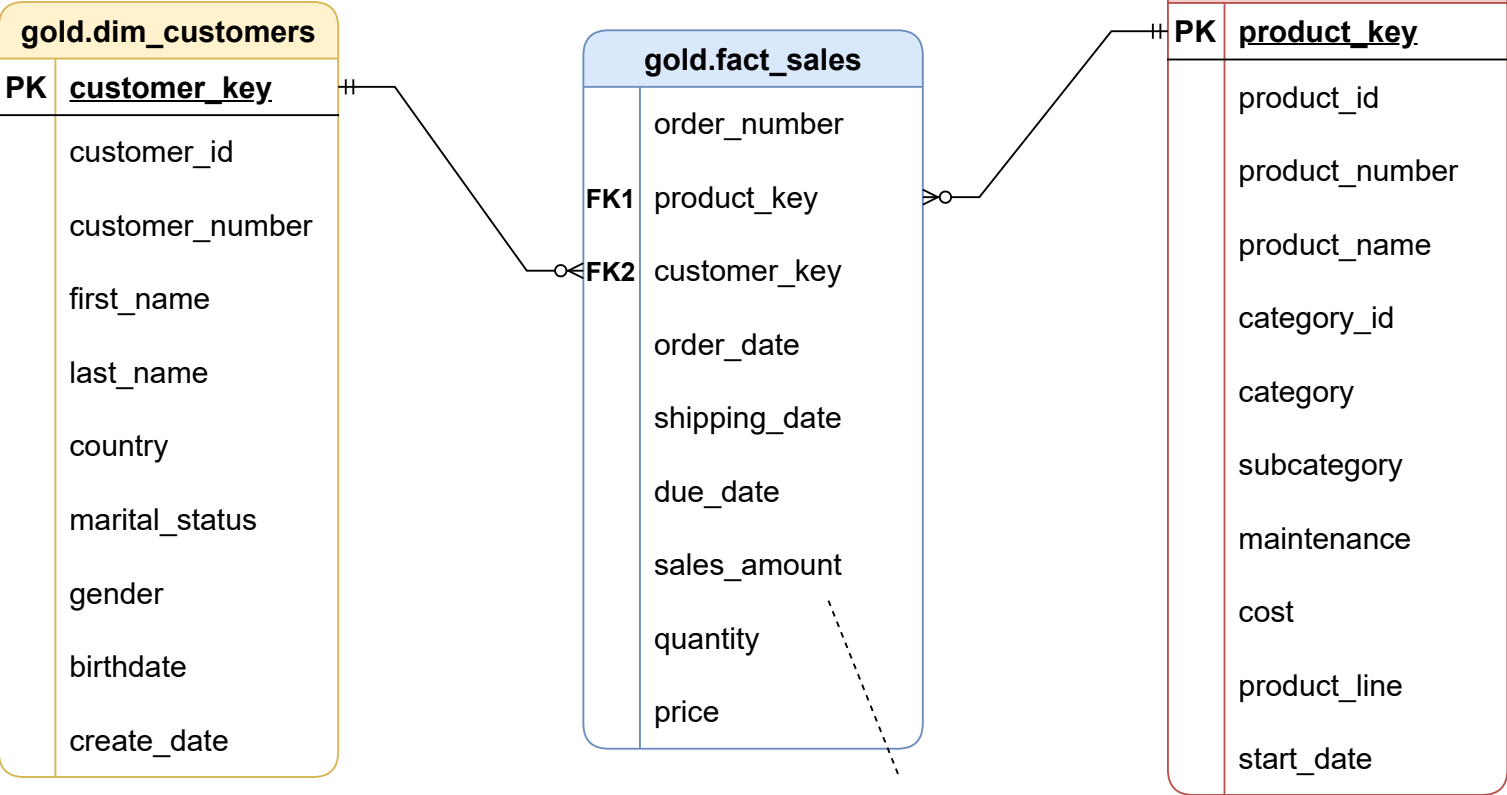 gold.dim_customers
PK customer_key
customer_id
customer_number
first_name
last_name
country
marital_status
gender
birthdate
create_date
gold.fact_sales
order_number
FK1 product_key
FK2 customer_key
order_date
shipping_date
due_date
sales_amount
quantity
price
PK product_key
product_id
product_number
product_name
category_id
category
subcategory
maintenance
cost
product_line
start_date